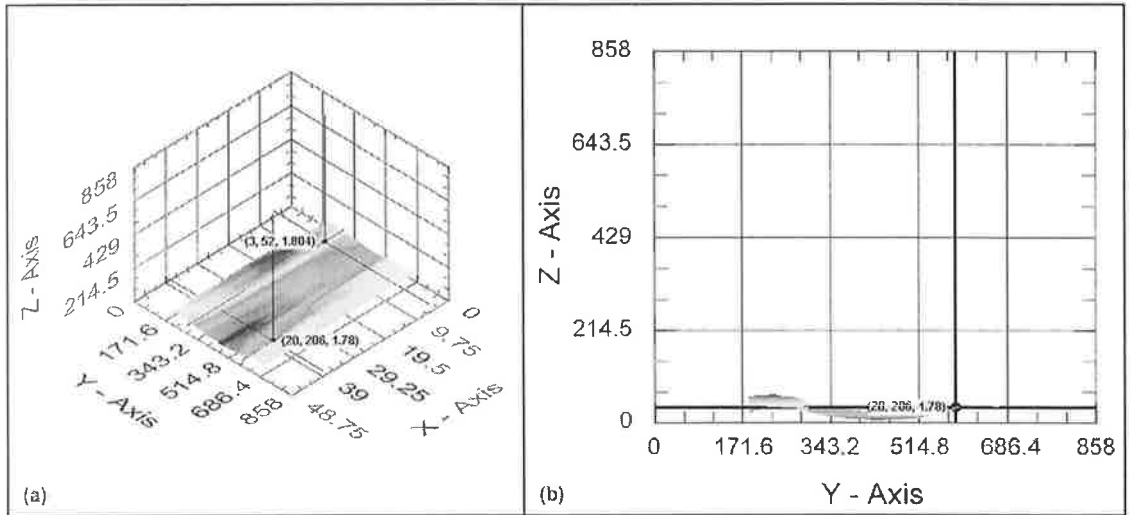 858
643.5
429
214.5
0
Z - Axis
171.6
343.2
514.8
686.4
858
Y - Axis
0
9.75
19.5
29.25
39
48.75
X - Axis
(3, 52, 1.804)
(20, 206, 1.78)
(a)
858
643.5
429
214.5
0
Z - Axis
(20, 206, 1.78)
0
171.6
343.2
514.8
686.4
858
Y - Axis
(b)